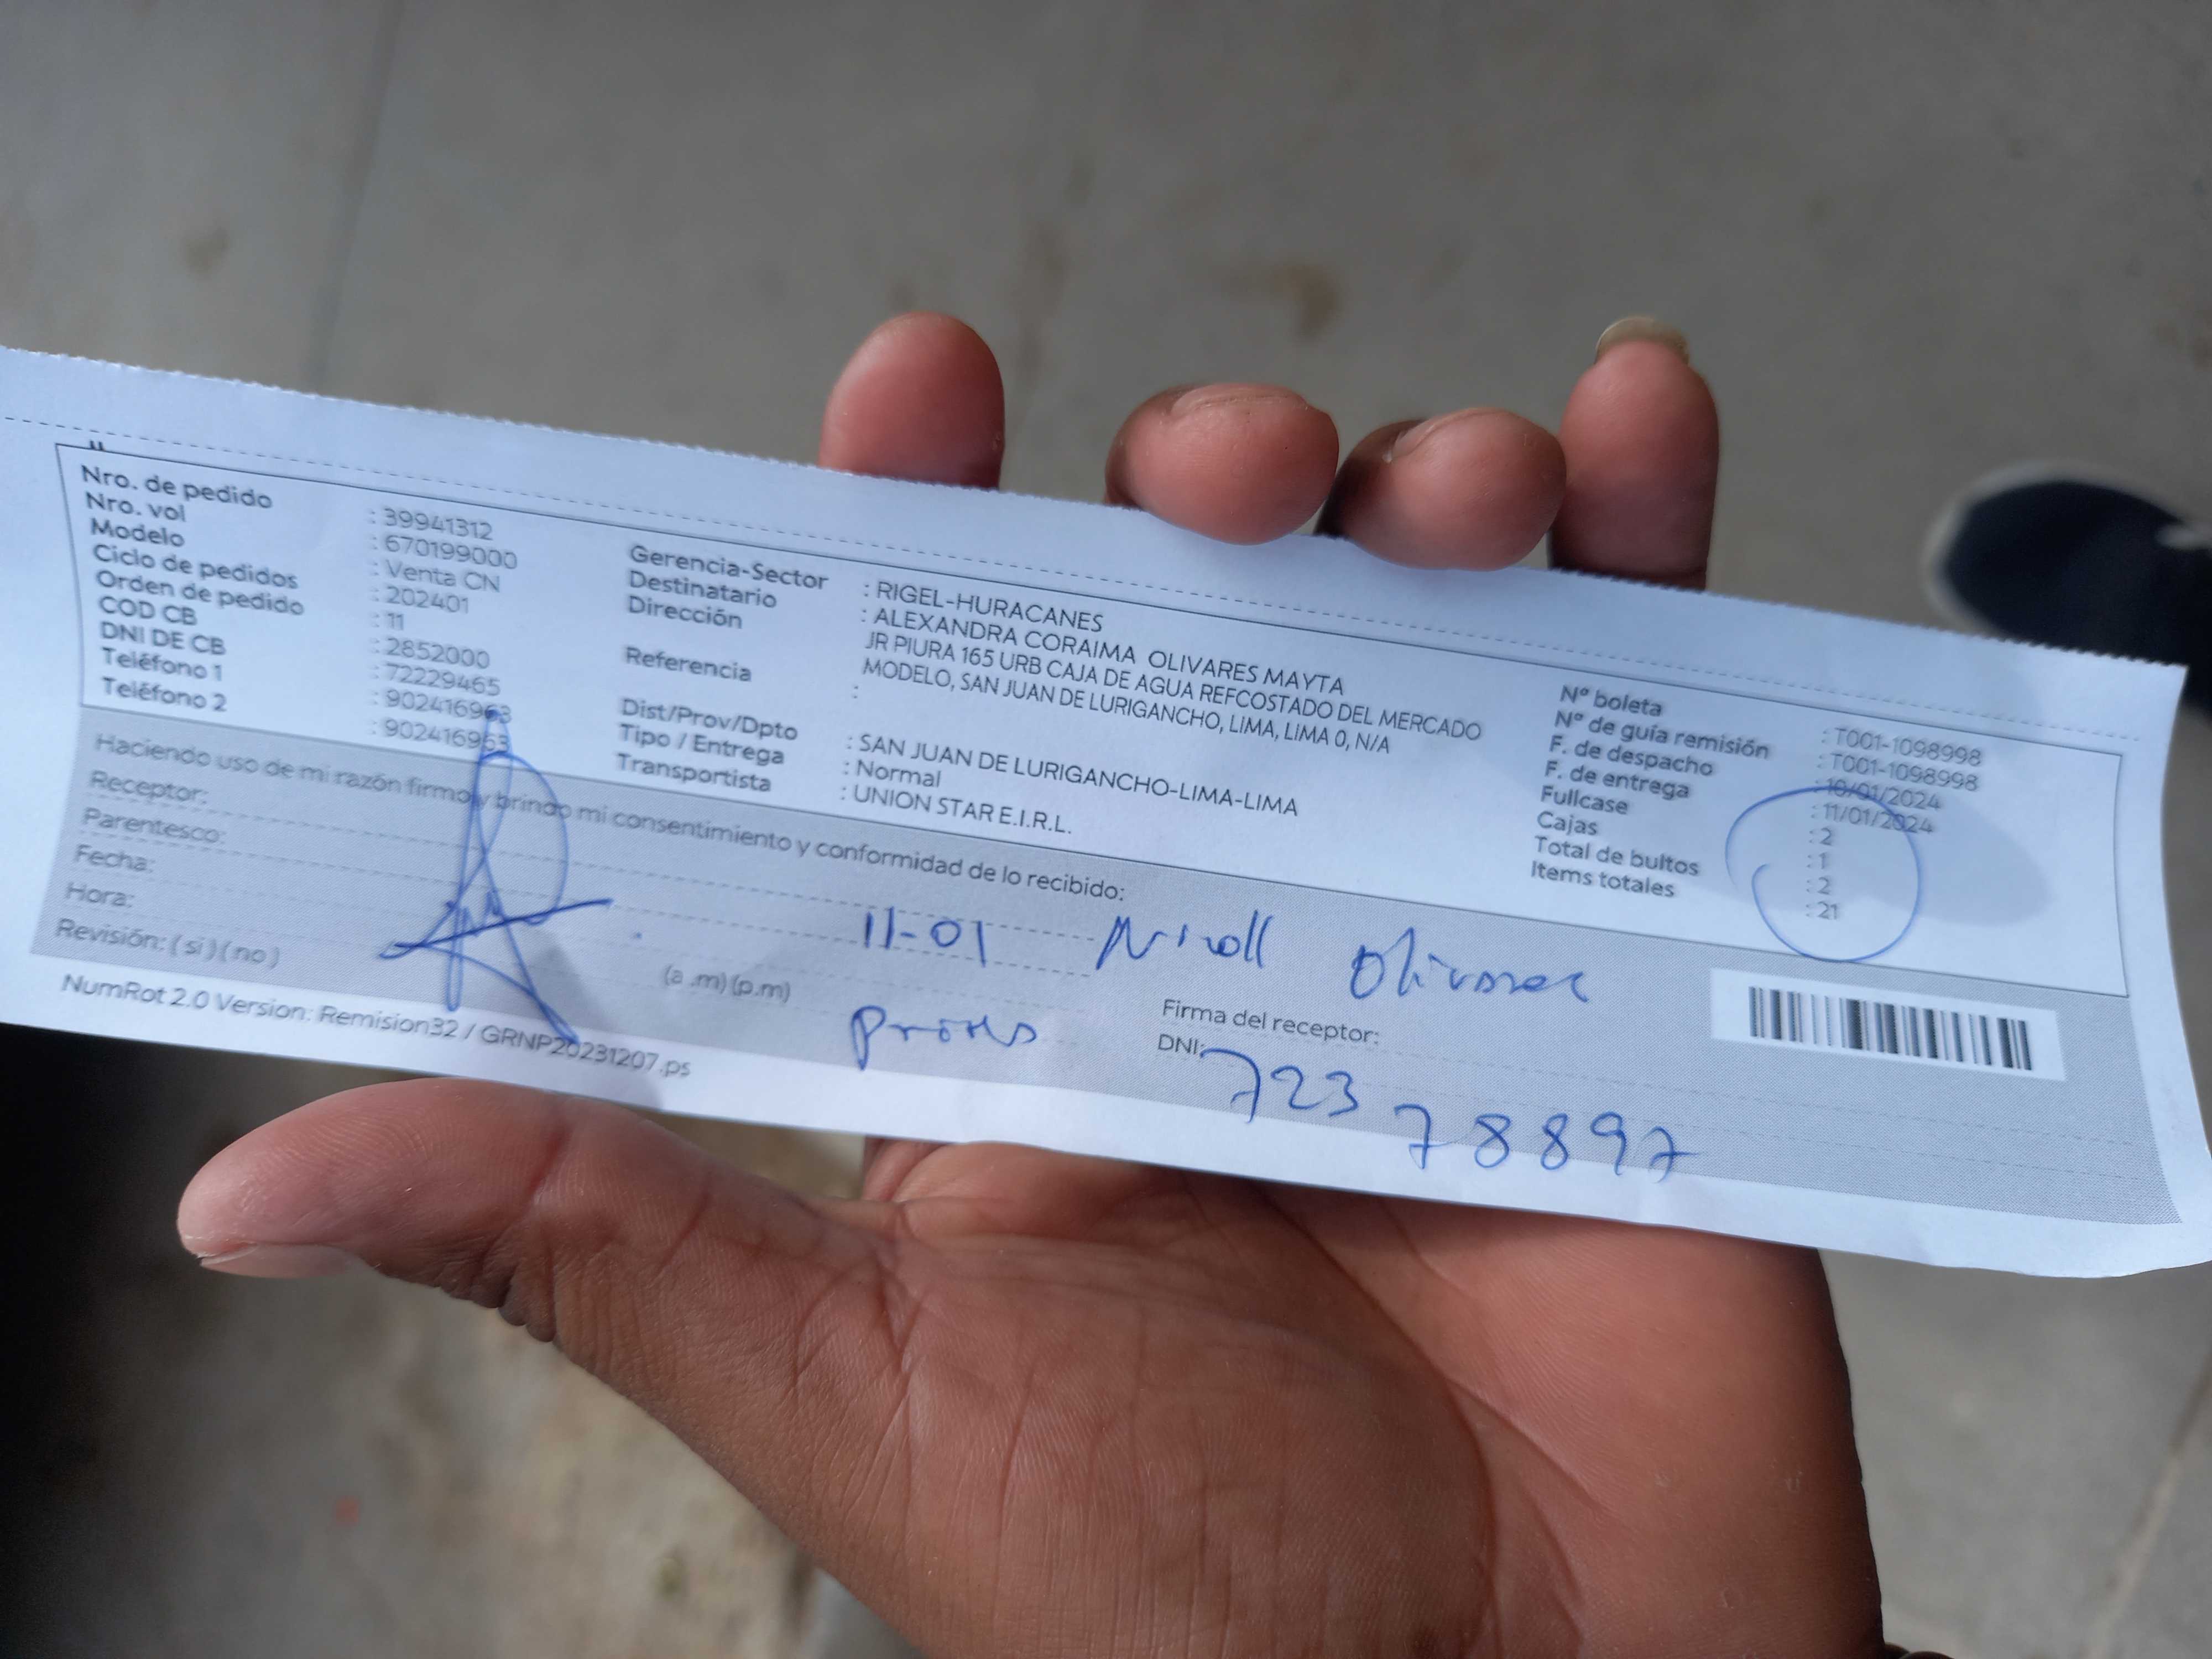 Nro. de pedido : 39941312
Nro. vol : 670199000
Modelo : Venta CN
Ciclo de pedidos : 202401
Orden de pedido : 11
COD CB : 2852000
DNI DE CB : 72229465
Teléfono 1 : 902416963
Teléfono 2 : 902416963
Gerencia-Sector : RIGEL-HURACANES
Destinatario : ALEXANDRA CORAIMA OLIVARES MAYTA
Dirección JR PIURA 165 URB CAJA DE AGUA REFCOSTADO DEL MERCADO
MODELO, SAN JUAN DE LURIGANCHO, LIMA, LIMA 0, N/A
Referencia :
Dist/Prov/Dpto : SAN JUAN DE LURIGANCHO-LIMA-LIMA
Tipo / Entrega : Normal
Transportista : UNION STAR E.I.R.L.
N° boleta : T001-1098998
N° de guía remisión : T001-1098998
F. de despacho : 10/01/2024
F. de entrega : 11/01/2024
Fullcase : 2
Cajas : 1
Total de bultos : 2
Items totales : 21
Haciendo uso de mi razón firmo y brindo mi consentimiento y conformidad de lo recibido:
Receptor:
Parentesco:
Fecha: 11-01 Nicoll Olivares
Hora: (a .m) (p.m)
Revisión: ( si ) ( no )
Firma del receptor:
DNI: 72378897
NumRot 2.0 Version: Remision32 / GRNP20231207.ps